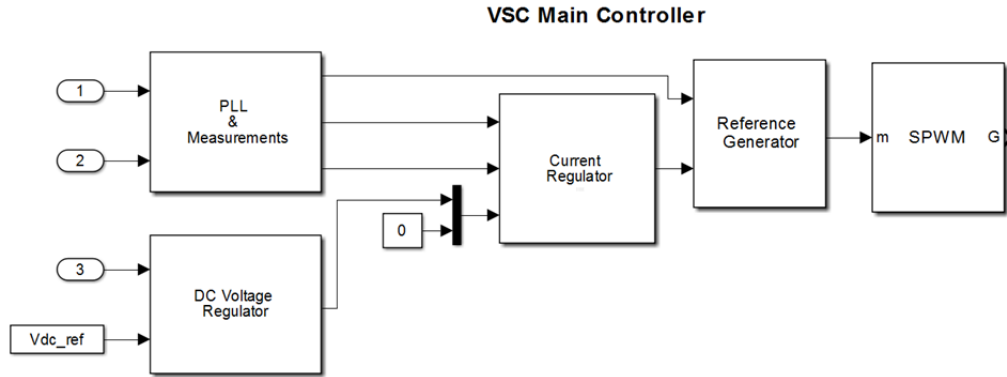 VSC Main Controller
1
2
PLL
&
Measurements
3
Vdc_ref
DC Voltage
Regulator
0
Current
Regulator
Reference
Generator
m SPWM G